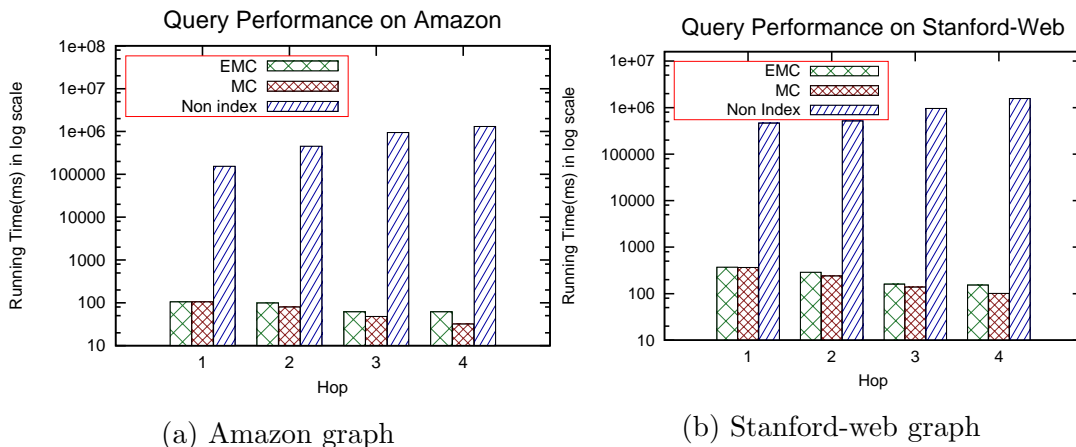 Query Performance on Amazon
Running Time(ms) in log scale
1e+08
1e+07
1e+06
100000
10000
1000
100
10
EMC
MC
Non index
1 2 3 4
Hop
(a) Amazon graph
Query Performance on Stanford-Web
Running Time(ms) in log scale
1e+07
1e+06
100000
10000
1000
100
10
EMC
MC
Non Index
1 2 3 4
Hop
(b) Stanford-web graph